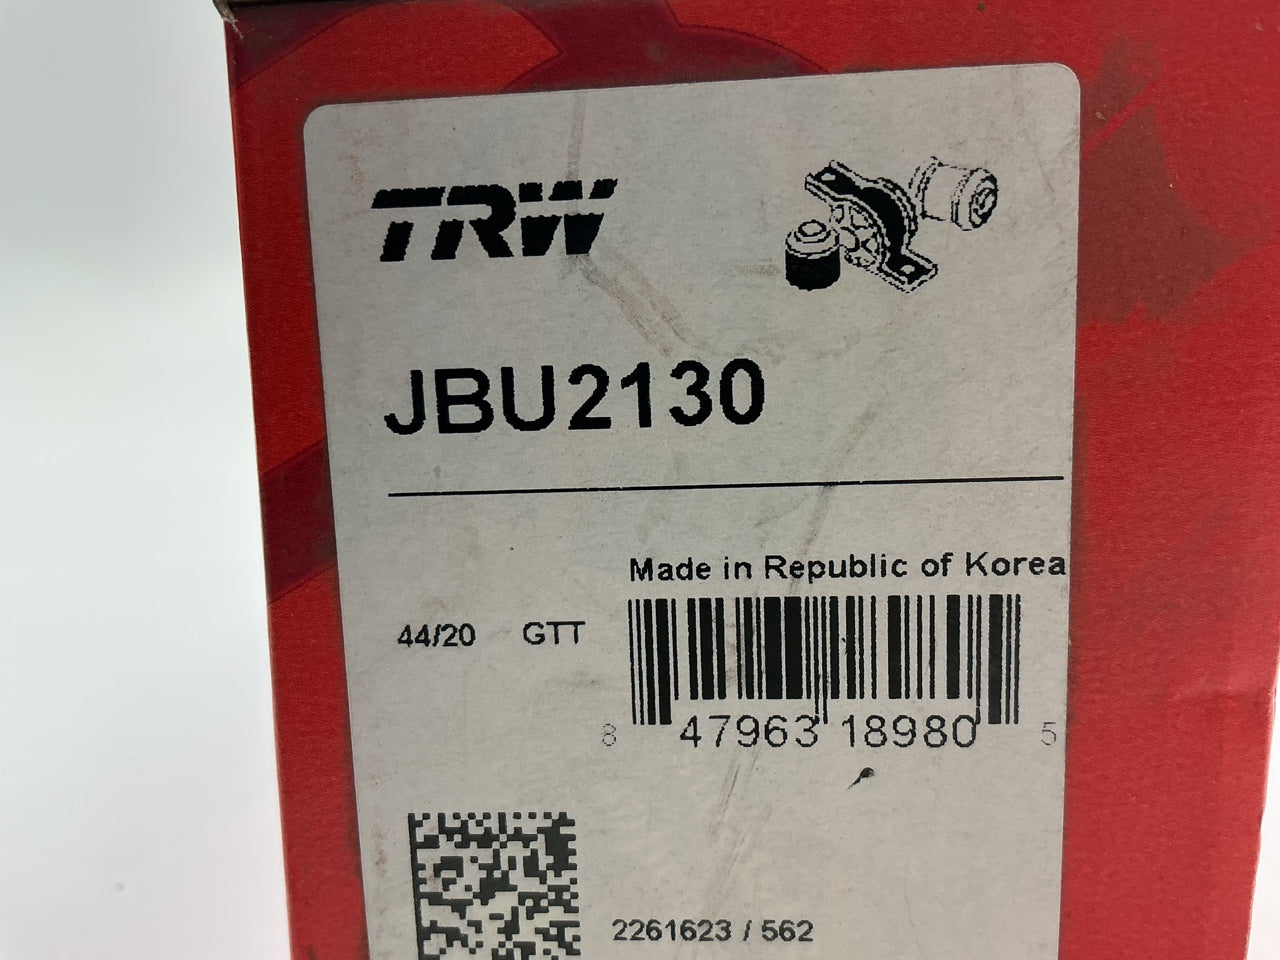 TRW
JBU2130
Made in Republic of Korea
44/20 GTT
8 47963 18980 5
2261623 / 562